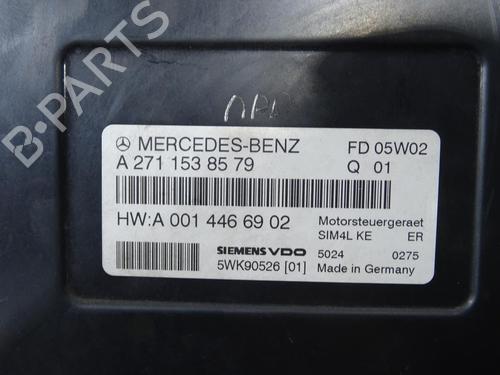 B-PARTS
MERCEDES-BENZ FD 05W02
A 271 153 85 79 Q 01
HW:A 001 446 69 02 Motorsteuergeraet
SIM4L KE ER
SIEMENS VDO 5024 0275
5WK90526 [01] Made in Germany